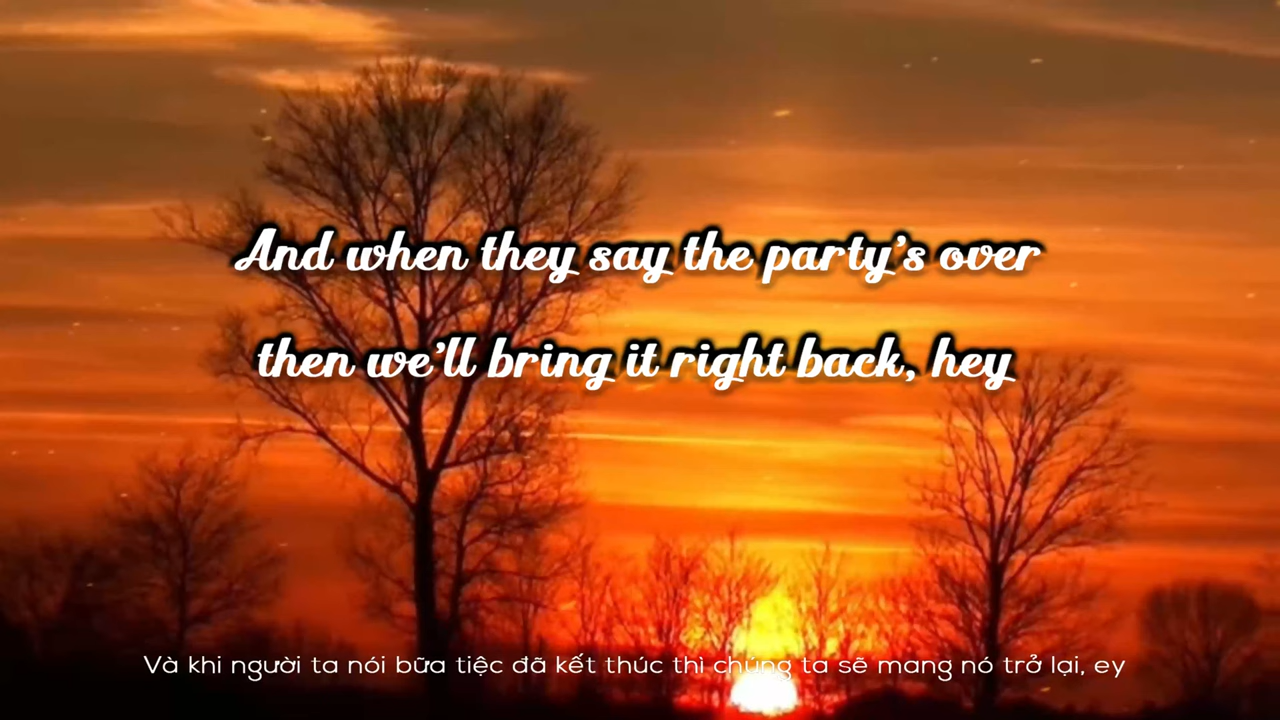 And when they say the party's over
then we'll bring it right back, hey
Và khi người ta nói bữa tiệc đã kết thúc thì chúng ta sẽ mang nó trở lại, ey